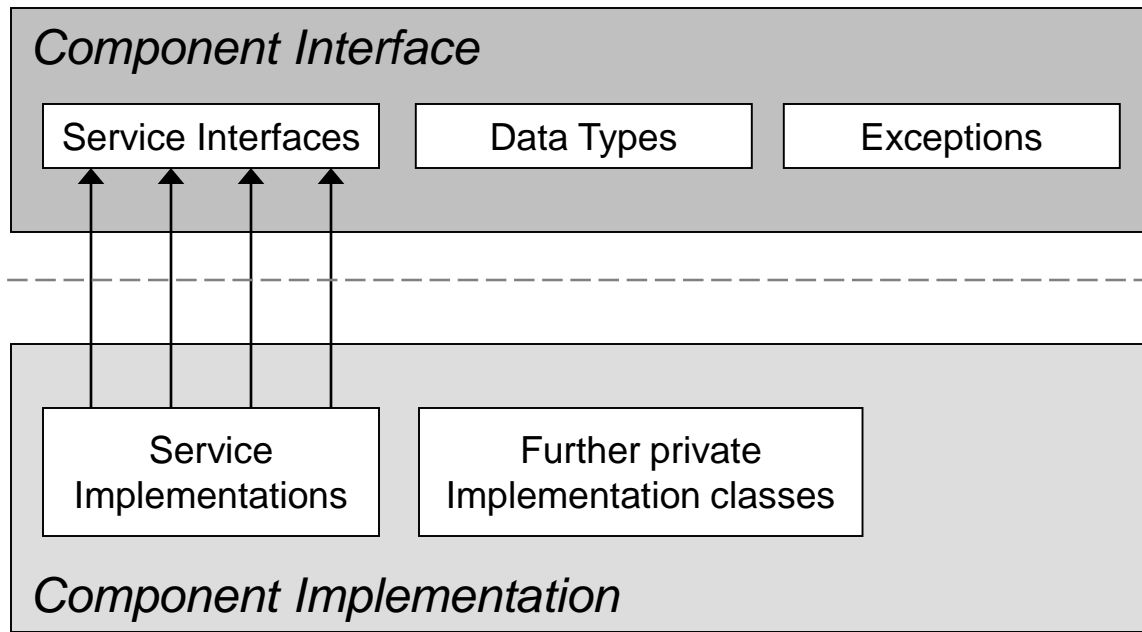 Component Interface
Service Interfaces
Data Types
Exceptions
Service
Implementations
Further private
Implementation classes
Component Implementation